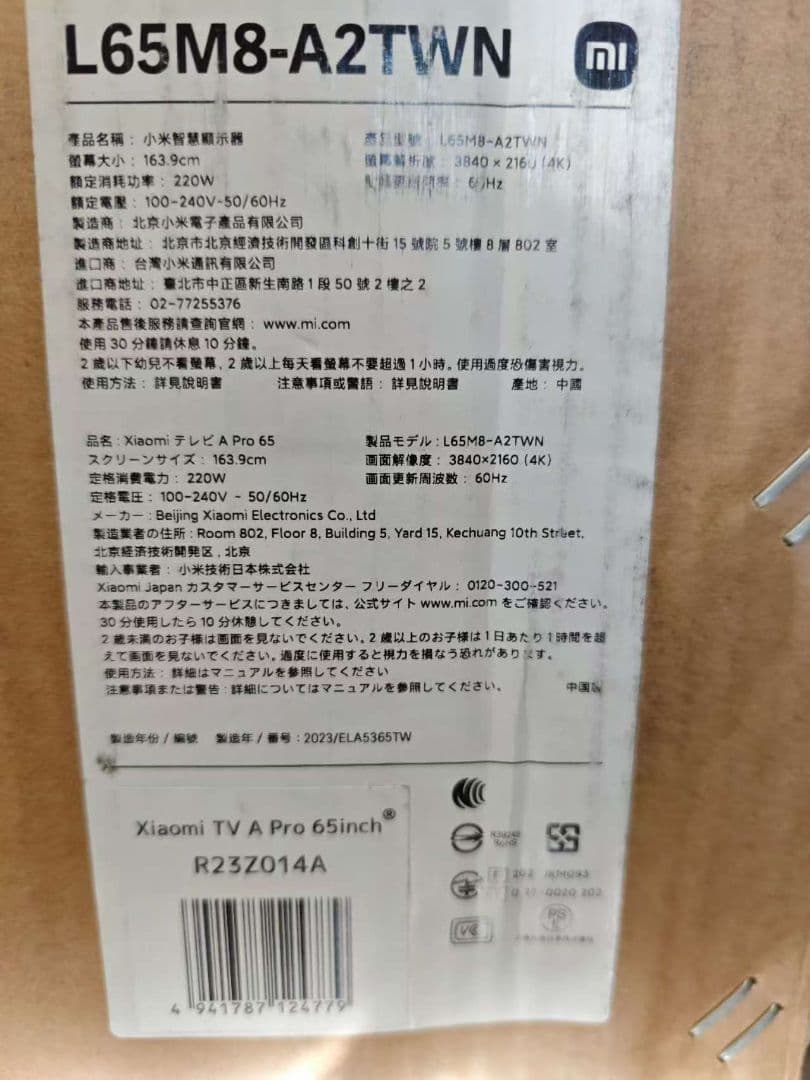 L65M8-A2TWN
mi
產品名稱：小米智慧顯示器 產品型號：L65M8-A2TWN
螢幕大小：163.9cm 螢幕解析度：3840×2160 (4K)
額定消耗功率：220W 60Hz
額定電壓：100-240V~50/60Hz
製造商：北京小米電子產品有限公司
製造商地址：北京市北京經濟技術開發區科創十街15號院5號樓8層802室
進口商：台灣小米通訊有限公司
進口商地址：臺北市中正區新生南路1段50號2樓之2
服務電話：02-77255376
本產品售後服務請查詢官網：www.mi.com
使用30分鐘請休息10分鐘。
2歲以下幼兒不看螢幕，2歲以上每天看螢幕不要超過1小時。使用過度恐傷害視力。
使用方法：詳見說明書 注意事項或警語：詳見說明書 產地：中國
品名：Xiaomi テレビ A Pro 65 製品モデル：L65M8-A2TWN
スクリーンサイズ：163.9cm 画面解像度：3840×2160 (4K)
定格消費電力：220W 画面更新周波数：60Hz
定格電圧：100-240V ~ 50/60Hz
メーカー：Beijing Xiaomi Electronics Co., Ltd
製造業者の住所：Room 802, Floor 8, Building 5, Yard 15, Kechuang 10th Street,
北京経済技術開発区，北京
輸入事業者：小米技術日本株式会社
Xiaomi Japan カスタマーサービスセンター フリーダイヤル：0120-300-521
本製品のアフターサービスにつきましては、公式サイト www.mi.com をご確認ください。
30分使用したら10分休憩してください。
2歳未満のお子様は画面を見ないでください。2歳以上のお子様は1日あたり1時間を超
えて画面を見ないでください。過度に使用すると視力を損なう恐れがあります。
使用方法：詳細はマニュアルを参照してください
注意事項または警告：詳細についてはマニュアルを参照してください。 中国製
製造年份/編號 製造年/番号：2023/ELA5365TW
Xiaomi TV A Pro 65inch®
R23Z014A
4 941787 124779